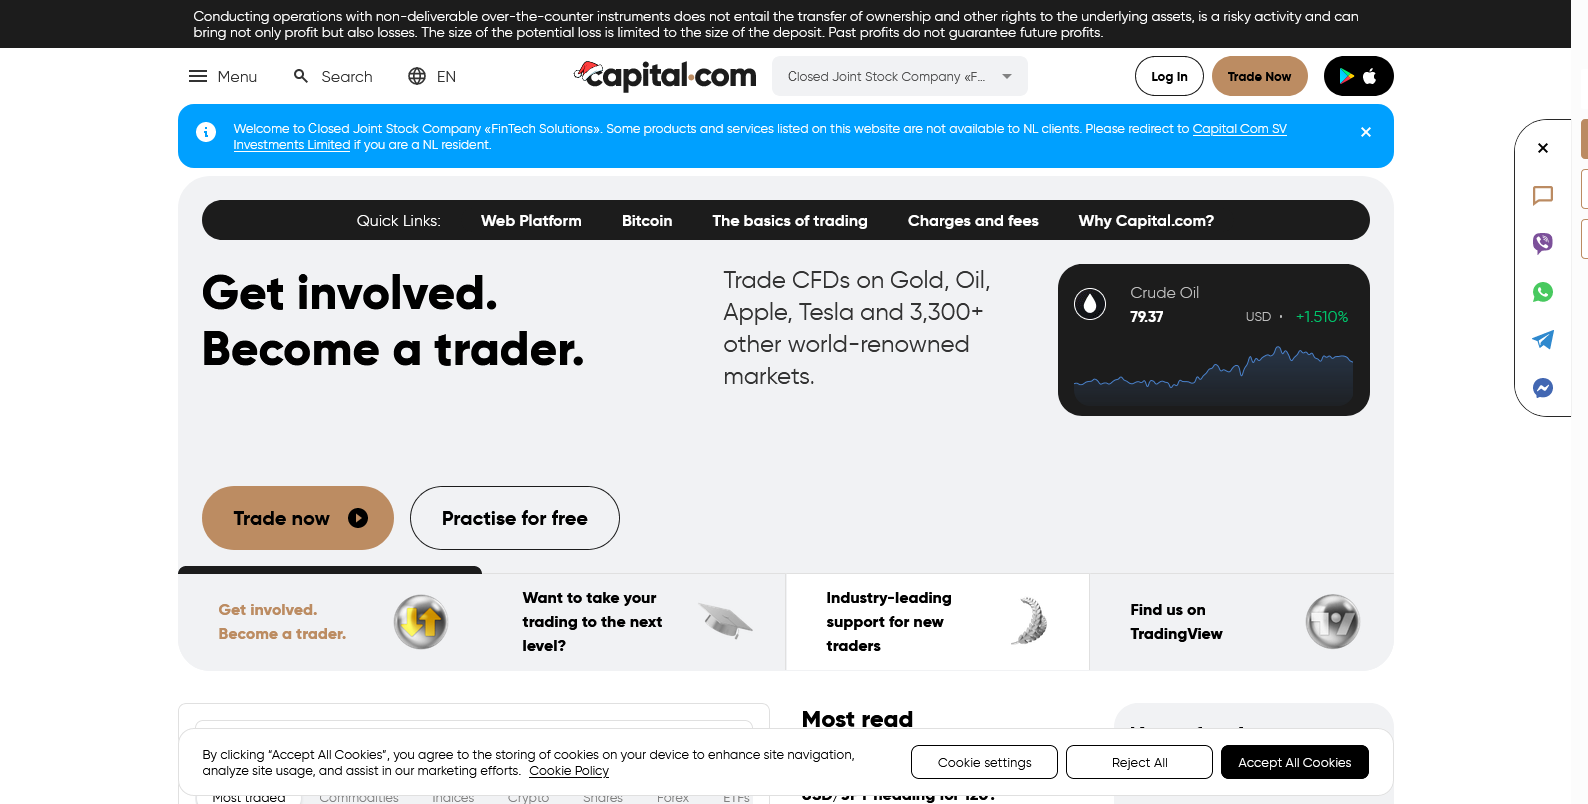 Conducting operations with non-deliverable over-the-counter instruments does not entail the transfer of ownership and other rights to the underlying assets, is a risky activity and can
bring not only profit but also losses. The size of the potential loss is limited to the size of the deposit. Past profits do not guarantee future profits.
Menu
Search
EN
capital.com
Closed Joint Stock Company «F...
Log In
Trade Now
Welcome to Closed Joint Stock Company «FinTech Solutions». Some products and services listed on this website are not available to NL clients. Please redirect to Capital Com SV
Investments Limited if you are a NL resident.
Quick Links:
Web Platform
Bitcoin
The basics of trading
Charges and fees
Why Capital.com?
Get involved.
Become a trader.
Trade CFDs on Gold, Oil,
Apple, Tesla and 3,300+
other world-renowned
markets.
Crude Oil
79.37
USD
+1.510%
Trade now
Practise for free
Get involved.
Become a trader.
Want to take your
trading to the next
level?
Industry-leading
support for new
traders
Find us on
TradingView
Most read
By clicking “Accept All Cookies”, you agree to the storing of cookies on your device to enhance site navigation,
analyze site usage, and assist in our marketing efforts. Cookie Policy
Cookie settings
Reject All
Accept All Cookies
Most traded
Commodities
Indices
Crypto
Shares
Forex
ETFs
USD/JPY heading for 120?